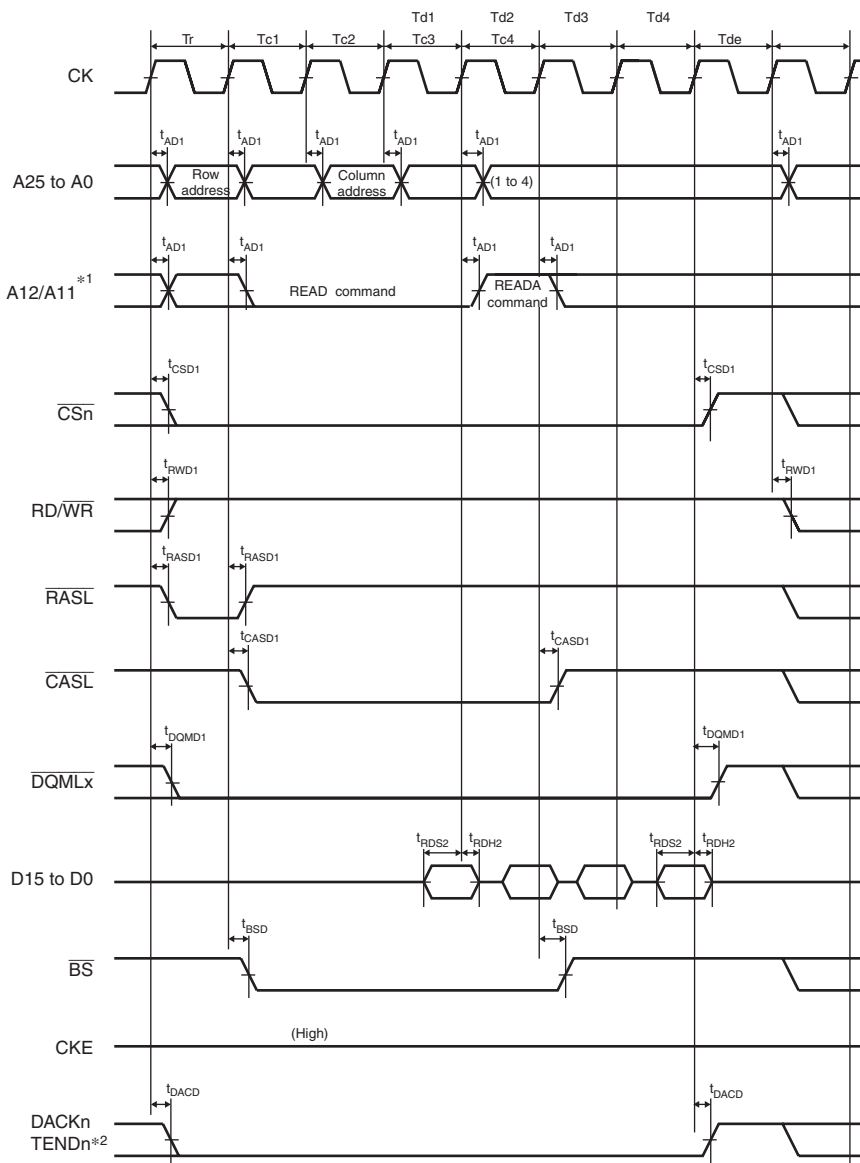 Td1 Td2 Td3 Td4
Tr Tc1 Tc2 Tc3 Tc4 Tde
CK
tAD1 tAD1 tAD1 tAD1 tAD1 tAD1
A25 to A0
Row
address
Column
address
(1 to 4)
tAD1 tAD1 tAD1 tAD1
A12/A11*1
READ command
READA
command
tCSD1 tCSD1
CSn
tRWD1 tRWD1
RD/WR
tRASD1 tRASD1
RASL
tCASD1 tCASD1
CASL
tDQMD1 tDQMD1
DQMLx
tRDS2 tRDH2 tRDS2 tRDH2
D15 to D0
tBSD tBSD
BS
(High)
CKE
tDACD tDACD
DACKn
TENDn*2